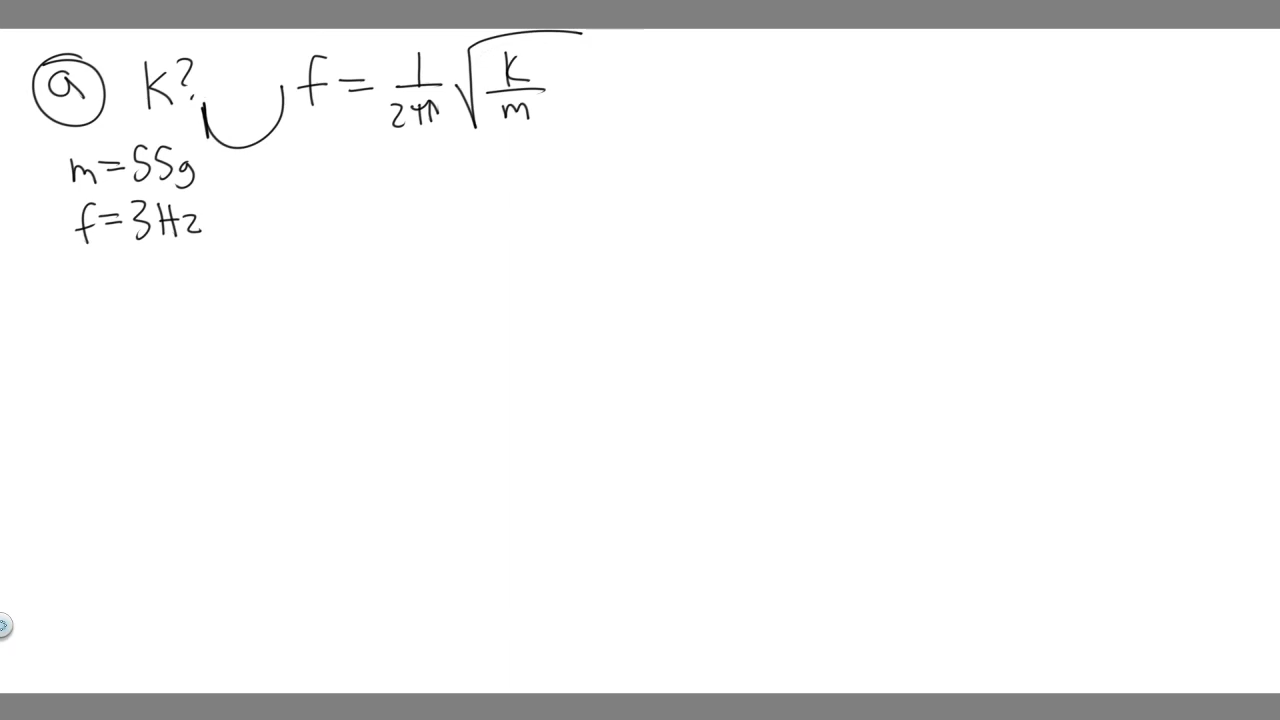 a K? f = 1/2π √(K/m)
m = 55g
f = 3Hz